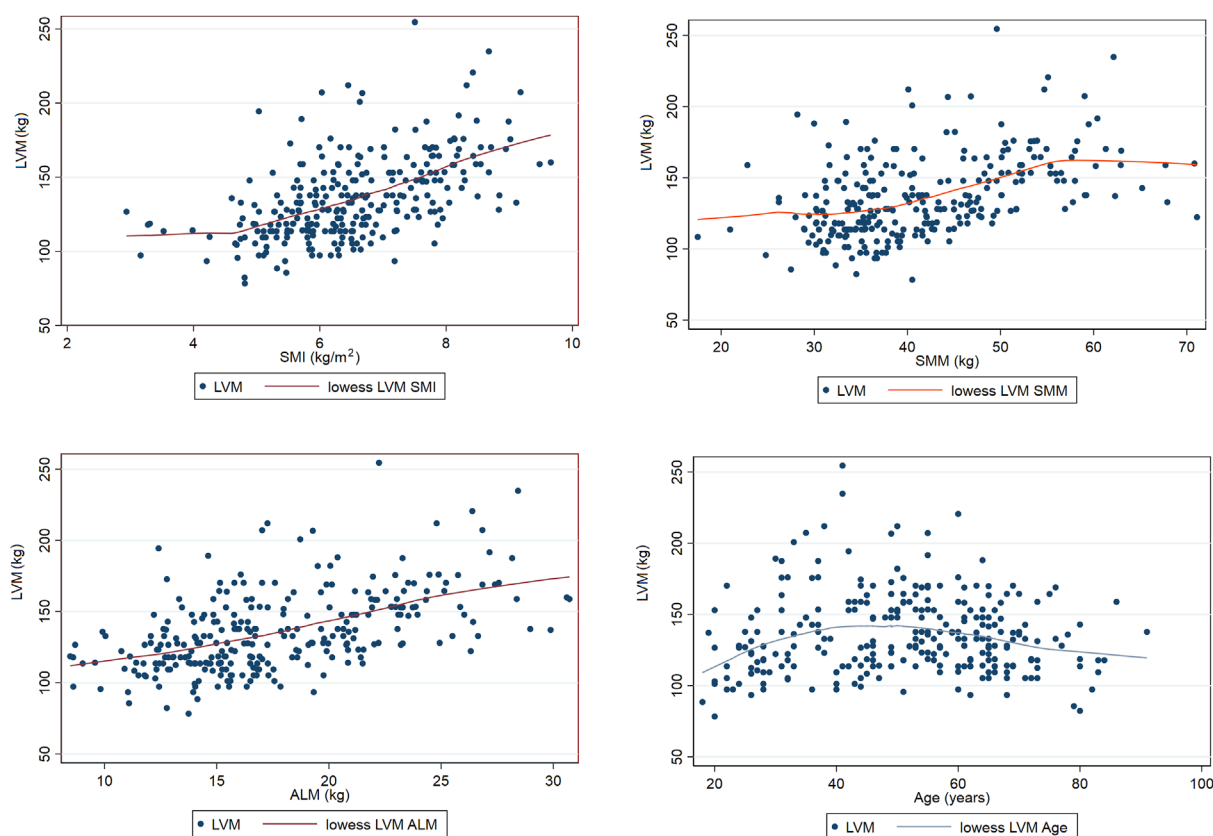 250
200
150
100
50
LVM (kg)
2 4 6 8 10
SMI (kg/m²)
LVM lowess LVM SMI
250
200
150
100
50
LVM (kg)
20 30 40 50 60 70
SMM (kg)
LVM lowess LVM SMM
250
200
150
100
50
LVM (kg)
10 15 20 25 30
ALM (kg)
LVM lowess LVM ALM
250
200
150
100
50
LVM (kg)
20 40 60 80 100
Age (years)
LVM lowess LVM Age